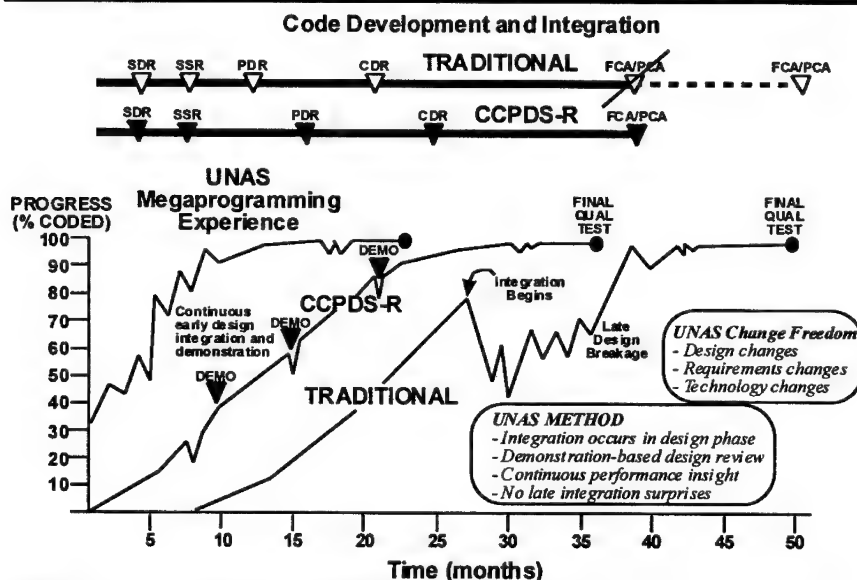 Code Development and Integration
SDR SSR PDR CDR TRADITIONAL FCA/PCA FCA/PCA
SDR SSR PDR CDR CCPDS-R FCA/PCA
UNAS
Megaprogramming
Experience
PROGRESS
(% CODED)
FINAL
QUAL
TEST
FINAL
QUAL
TEST
100
90
80
70
60
50
40
30
20
10
DEMO
CCPDS-R
Integration
Begins
Continuous
early design
integration and
demonstration
DEMO
DEMO
TRADITIONAL
Late
Design
Breakage
UNAS Change Freedom
- Design changes
- Requirements changes
- Technology changes
UNAS METHOD
- Integration occurs in design phase
- Demonstration-based design review
- Continuous performance insight
- No late integration surprises
5 10 15 20 25 30 35 40 45 50
Time (months)